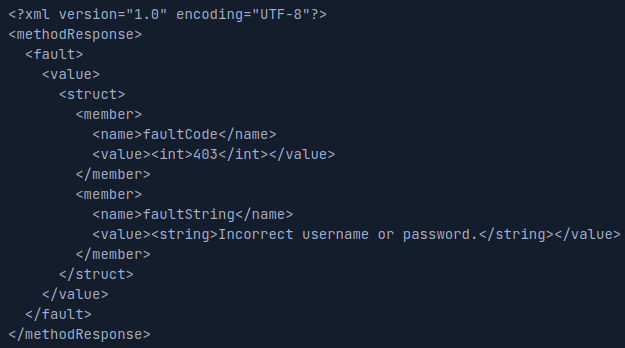 <?xml version="1.0" encoding="UTF-8"?>
<methodResponse>
  <fault>
    <value>
      <struct>
        <member>
          <name>faultCode</name>
          <value><int>403</int></value>
        </member>
        <member>
          <name>faultString</name>
          <value><string>Incorrect username or password.</string></value>
        </member>
      </struct>
    </value>
  </fault>
</methodResponse>